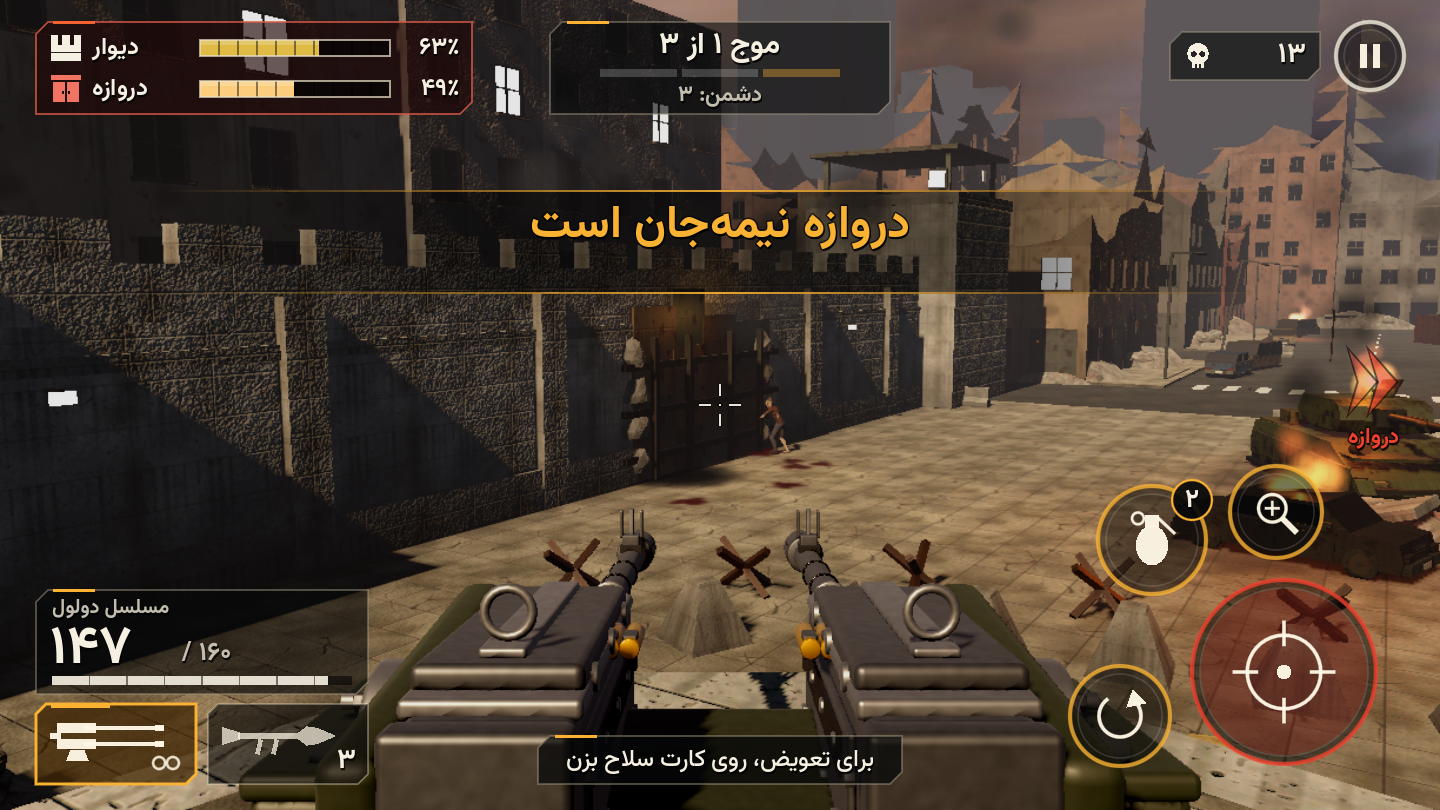 دیوار ۶۳٪
دروازه ۴۹٪
موج ۱ از ۳
دشمن: ۳
۱۳
دروازه نیمه‌جان است
دروازه
۲
مسلسل دولول
۱۴۷ / ۱۶۰
∞
۳
برای تعویض، روی کارت سلاح بزن